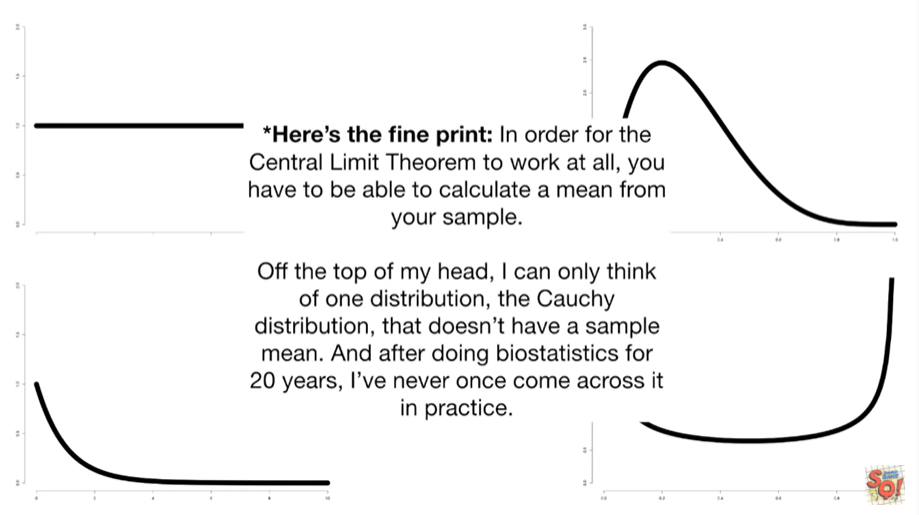 *Here's the fine print: In order for the
Central Limit Theorem to work at all, you
have to be able to calculate a mean from
your sample.
Off the top of my head, I can only think
of one distribution, the Cauchy
distribution, that doesn't have a sample
mean. And after doing biostatistics for
20 years, I've never once come across it
in practice.
SQ!